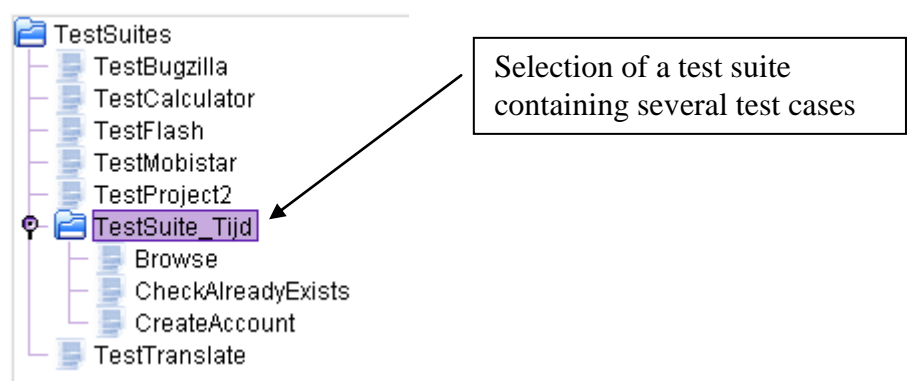 TestSuites
TestBugzilla
TestCalculator
TestFlash
TestMobistar
TestProject2
TestSuite_Tijd
Browse
CheckAlreadyExists
CreateAccount
TestTranslate
Selection of a test suite
containing several test cases